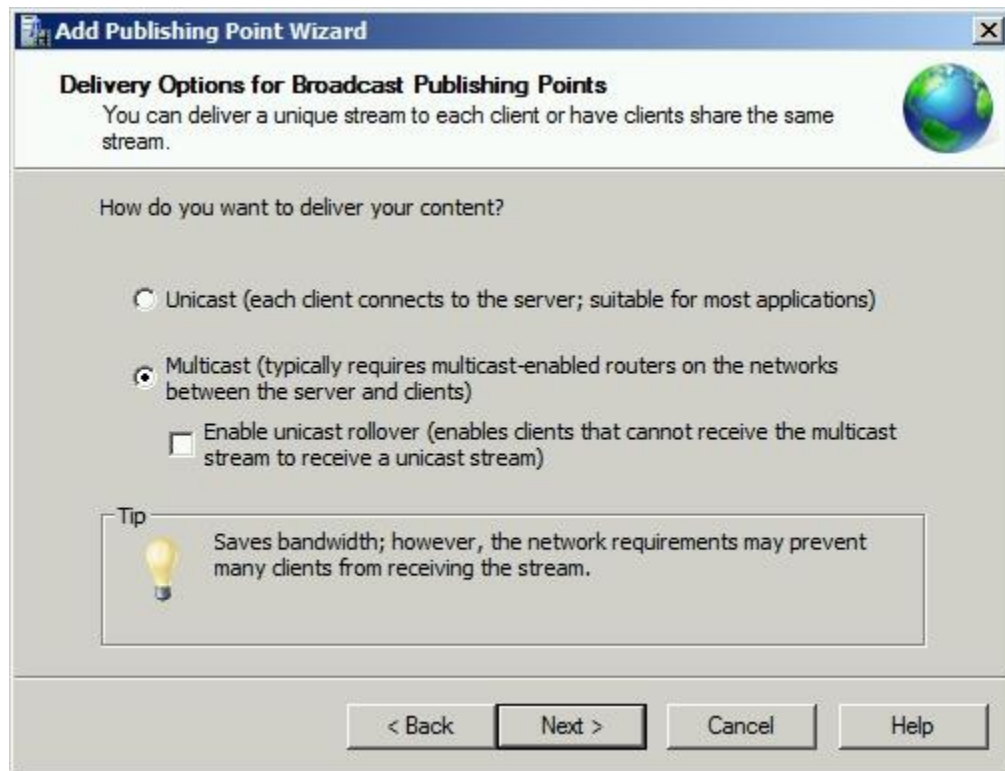 Add Publishing Point Wizard
Delivery Options for Broadcast Publishing Points
You can deliver a unique stream to each client or have clients share the same
stream.
How do you want to deliver your content?
Unicast (each client connects to the server; suitable for most applications)
Multicast (typically requires multicast-enabled routers on the networks
between the server and clients)
Enable unicast rollover (enables clients that cannot receive the multicast
stream to receive a unicast stream)
Tip
Saves bandwidth; however, the network requirements may prevent
many clients from receiving the stream.
< Back
Next >
Cancel
Help